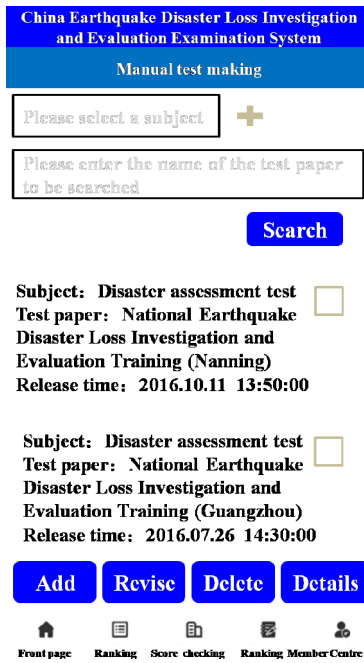 China Earthquake Disaster Loss Investigation
and Evaluation Examination
System
Manual test making
Please select a subject
Please enter the name of the test paper
to be searched
Search
Subject: Disaster assessment test
Test paper: National Earthquake
Disaster Loss Investigation and
Evaluation Training (Nanning)
Release time: 2016.10.11 13:50:00
Subject: Disaster assessment test
Test paper: National Earthquake
Disaster Loss Investigation and
Evaluation Training (Guangzhou)
Release time: 2016.07.26 14:30:00
Add Revise Delete Details
Front page Ranking Score checking Ranking Member Centre